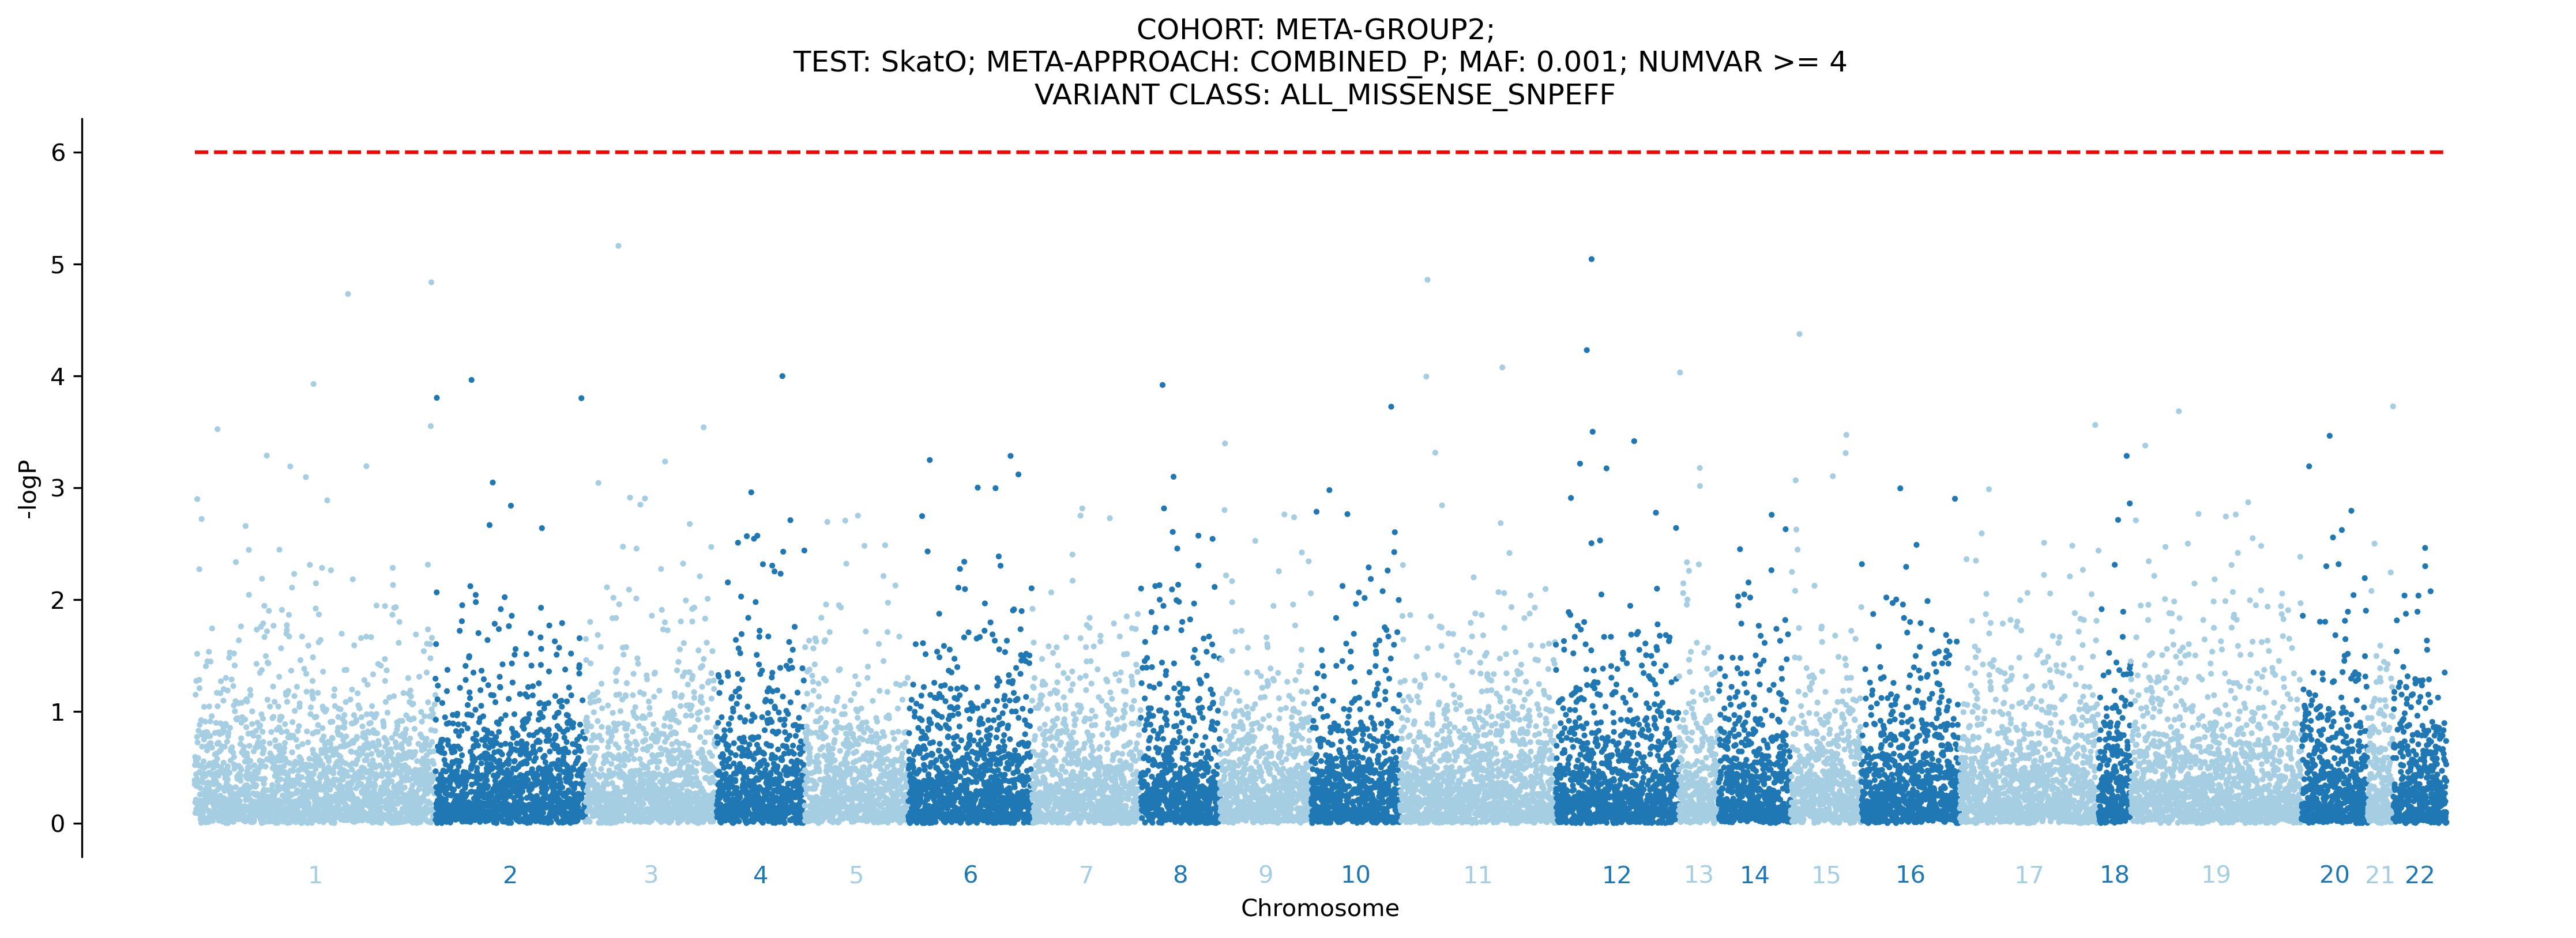 COHORT: META-GROUP2;
TEST: SkatO; META-APPROACH: COMBINED_P; MAF: 0.001; NUMVAR >= 4
VARIANT CLASS: ALL_MISSENSE_SNPEFF
6
5
4
3
2
1
0
-logP
1 2 3 4 5 6 7 8 9 10 11 12 13 14 15 16 17 18 19 20 21 22
Chromosome